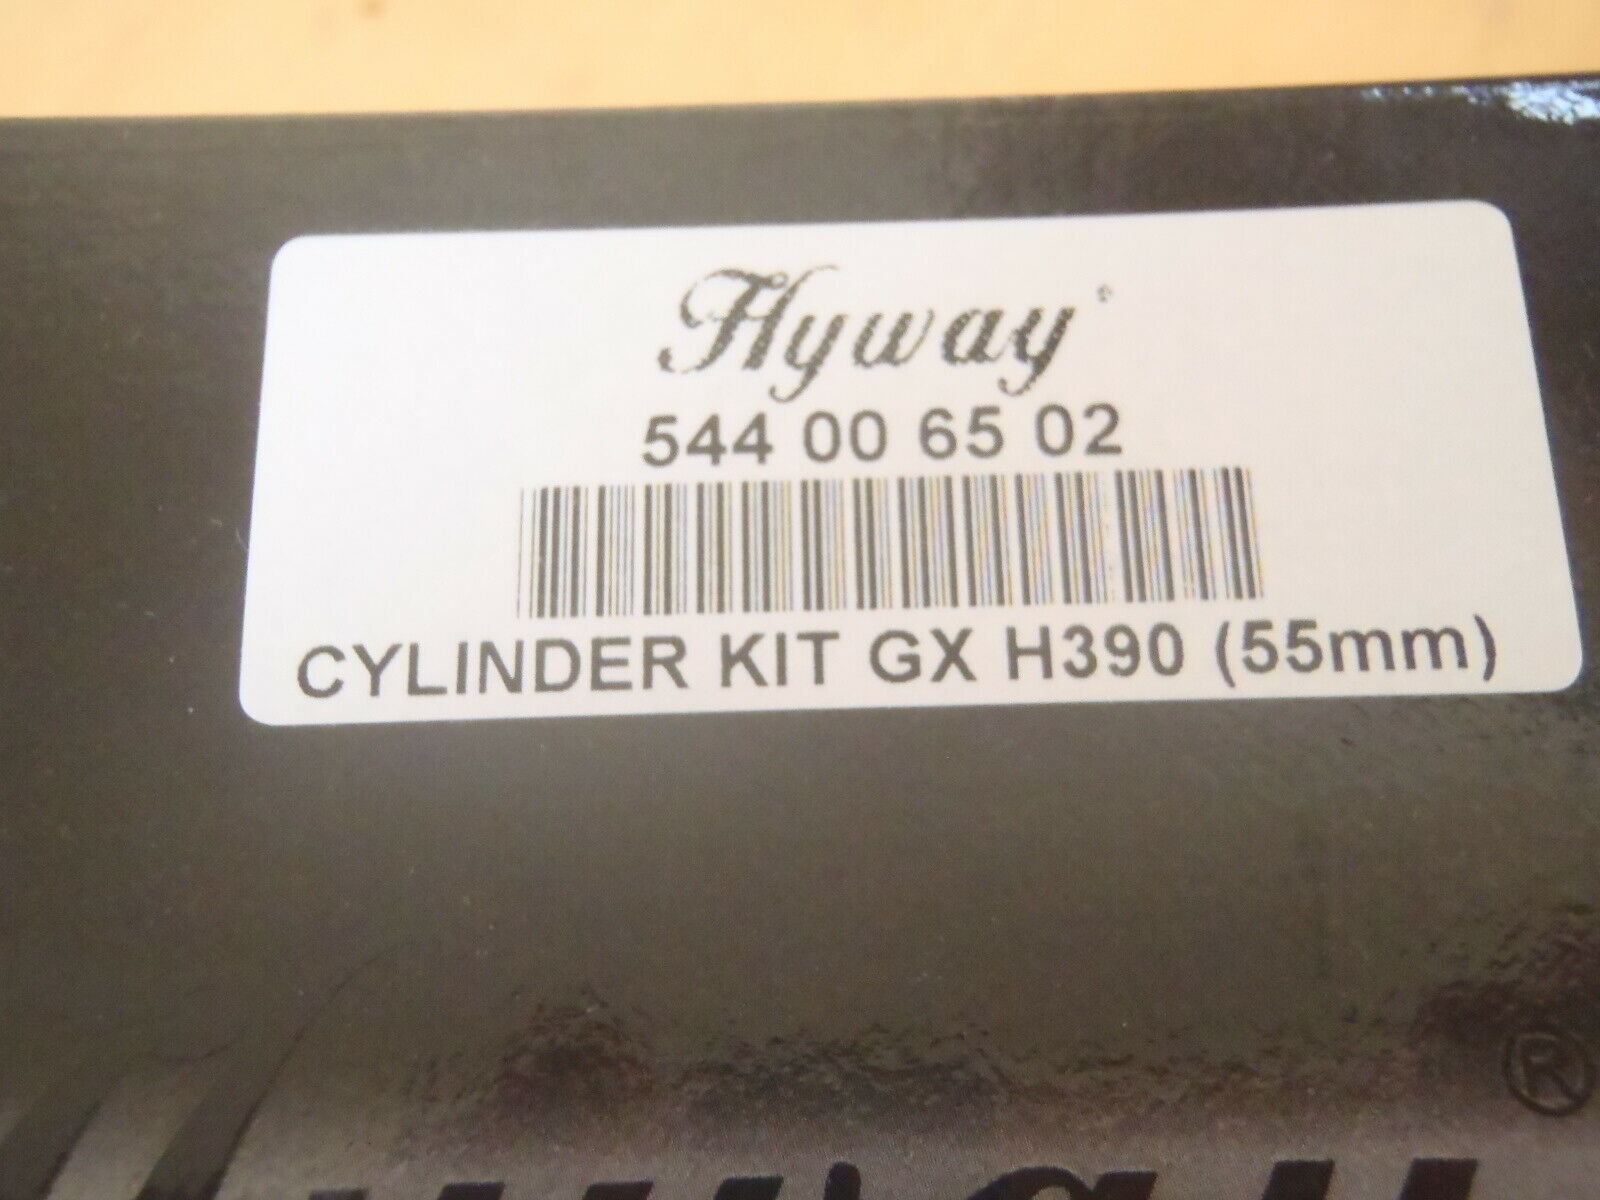 Hyway®
544 00 65 02
CYLINDER KIT GX H390 (55mm)
®